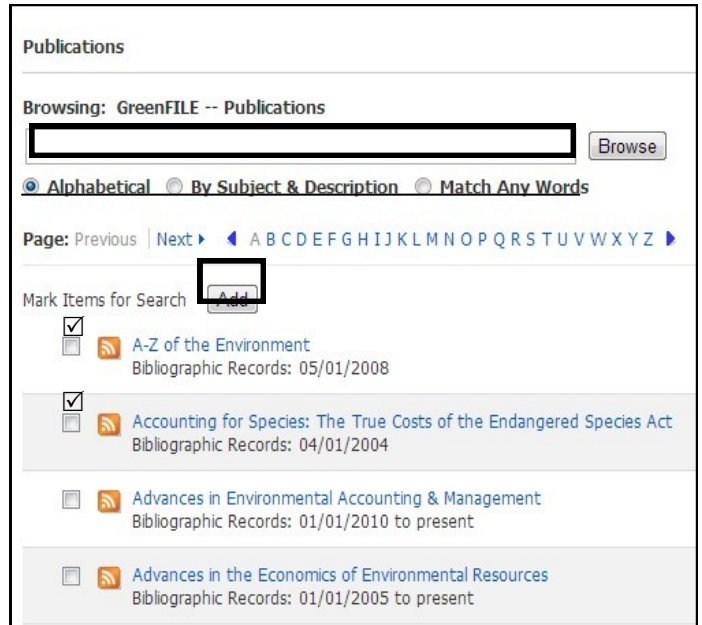 Publications
Browsing: GreenFILE -- Publications
Browse
Alphabetical By Subject & Description Match Any Words
Page: Previous | Next A B C D E F G H I J K L M N O P Q R S T U V W X Y Z
Mark Items for Search Add
A-Z of the Environment
Bibliographic Records: 05/01/2008
Accounting for Species: The True Costs of the Endangered Species Act
Bibliographic Records: 04/01/2004
Advances in Environmental Accounting & Management
Bibliographic Records: 01/01/2010 to present
Advances in the Economics of Environmental Resources
Bibliographic Records: 01/01/2005 to present